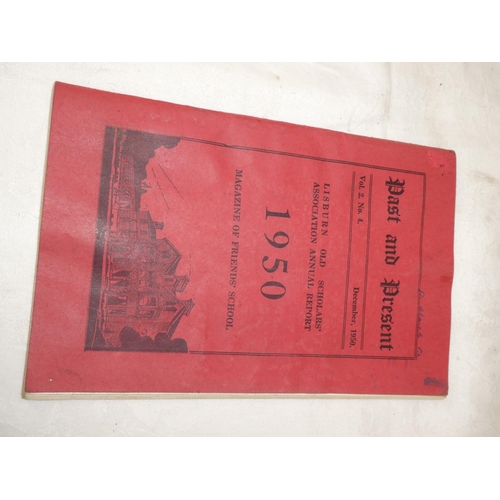 Past and Present
Vol. 2. No. 4. December, 1950.
LISBURN OLD SCHOLARS'
ASSOCIATION ANNUAL REPORT
1950
MAGAZINE OF FRIENDS' SCHOOL